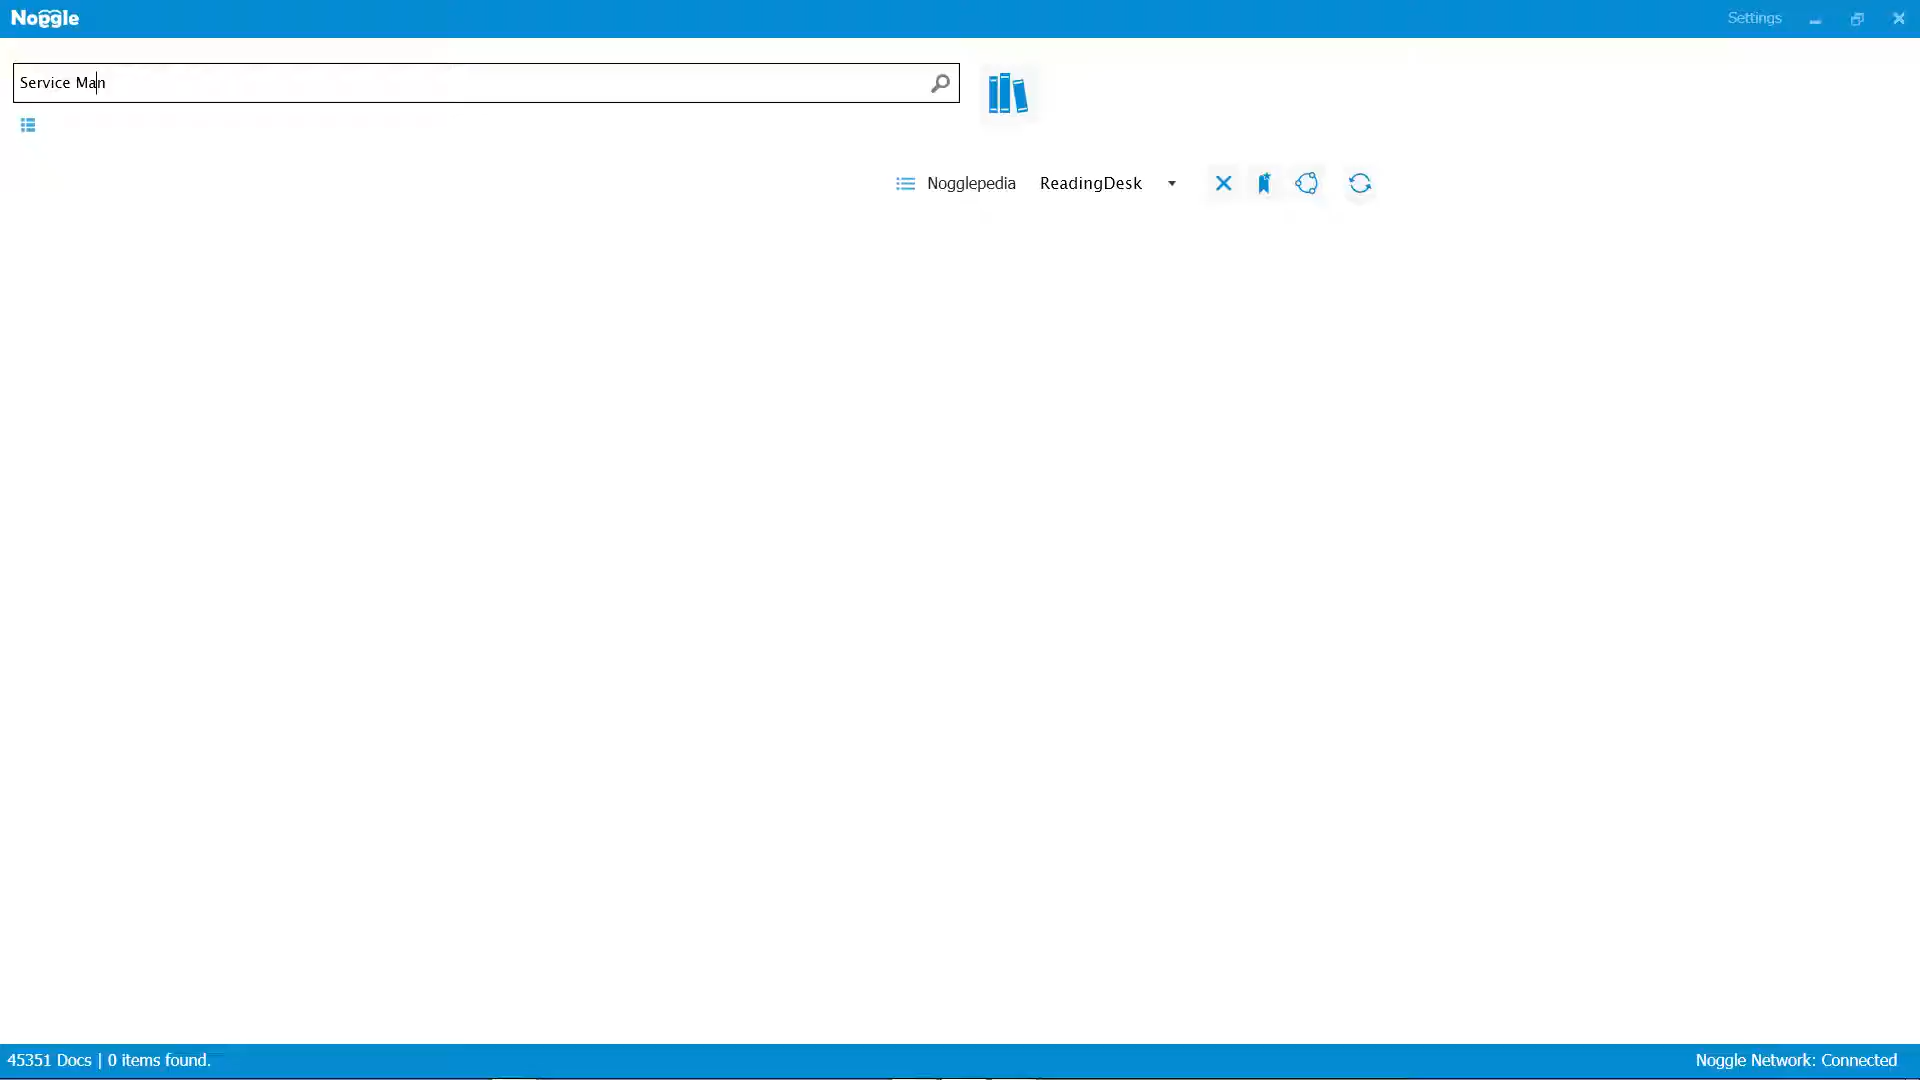 Noggle
Settings
Service Man
Nogglepedia
ReadingDesk
45351 Docs | 0 items found.
Noggle Network: Connected